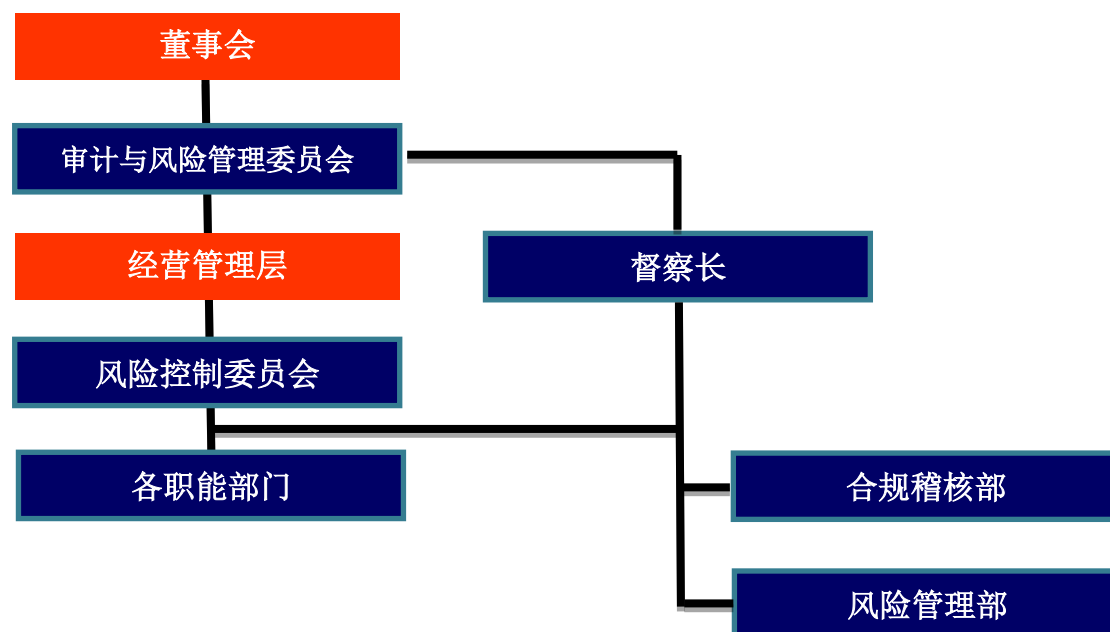 董事会
审计与风险管理委员会
经营管理层
督察长
风险控制委员会
各职能部门
合规稽核部
风险管理部